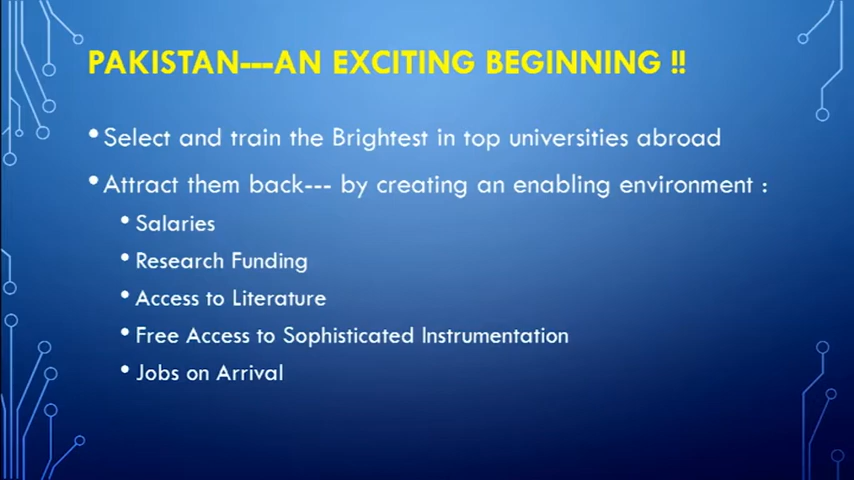 PAKISTAN---AN EXCITING BEGINNING !!
• Select and train the Brightest in top universities abroad
• Attract them back--- by creating an enabling environment :
• Salaries
• Research Funding
• Access to Literature
• Free Access to Sophisticated Instrumentation
• Jobs on Arrival